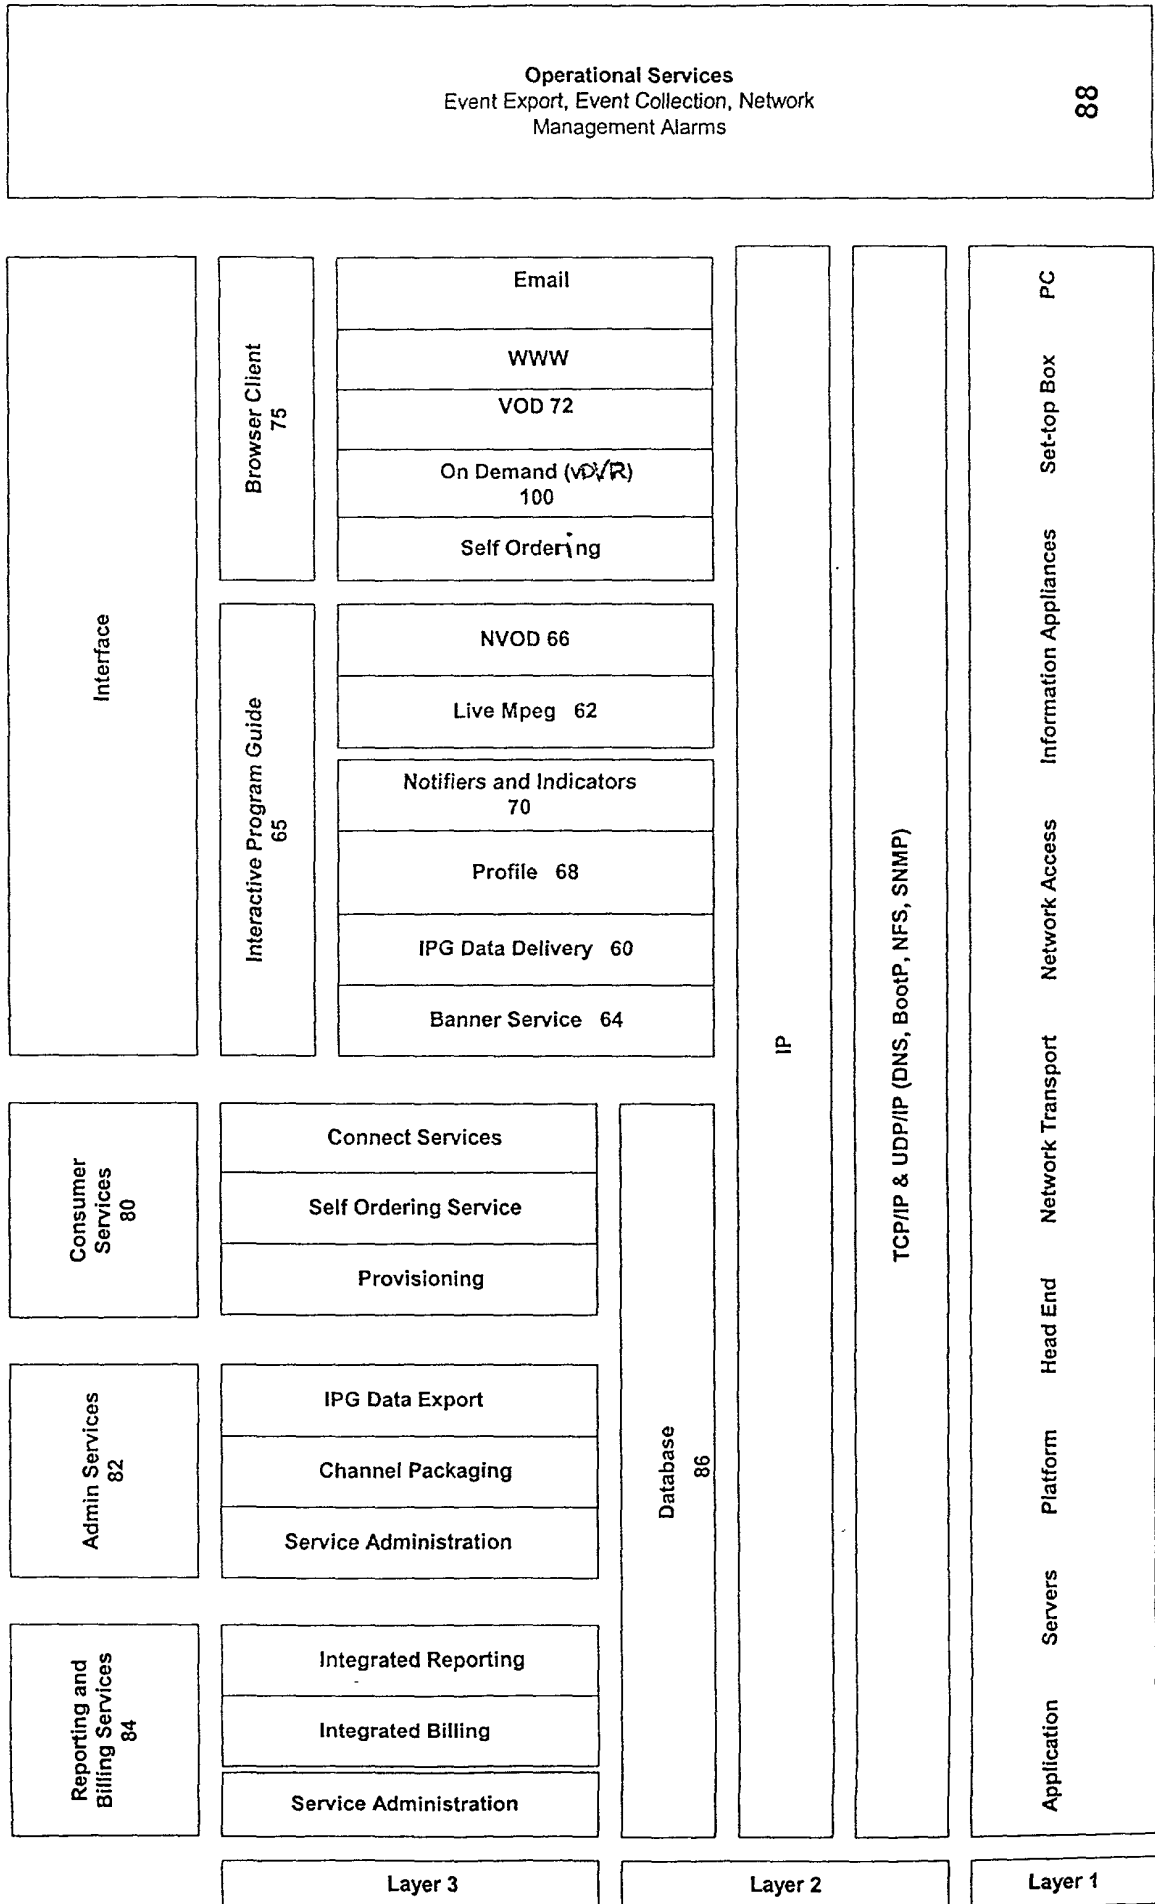 Operational Services
Event Export, Event Collection, Network
Management Alarms
88
Interface
Browser Client
75
Email
WWW
VOD 72
On Demand (vDVR)
100
Self Ordering
Interactive Program Guide
65
NVOD 66
Live Mpeg 62
Notifiers and Indicators
70
Profile 68
IPG Data Delivery 60
Banner Service 64
Consumer
Services
80
Connect Services
Self Ordering Service
Provisioning
Admin Services
82
IPG Data Export
Channel Packaging
Service Administration
Reporting and
Billing Services
84
Integrated Reporting
Integrated Billing
Service Administration
Database
86
IP
TCP/IP & UDP/IP (DNS, BootP, NFS, SNMP)
Application Servers Platform Head End Network Transport Network Access Information Appliances Set-top Box PC
Layer 3
Layer 2
Layer 1